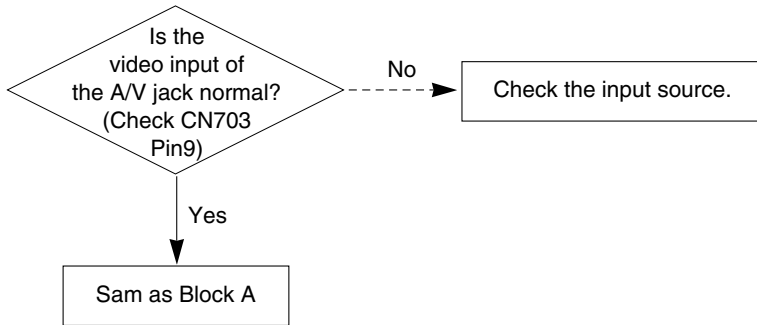 Is the
video input of
the A/V jack normal?
(Check CN703
Pin9)
No
Check the input source.
Yes
Sam as Block A